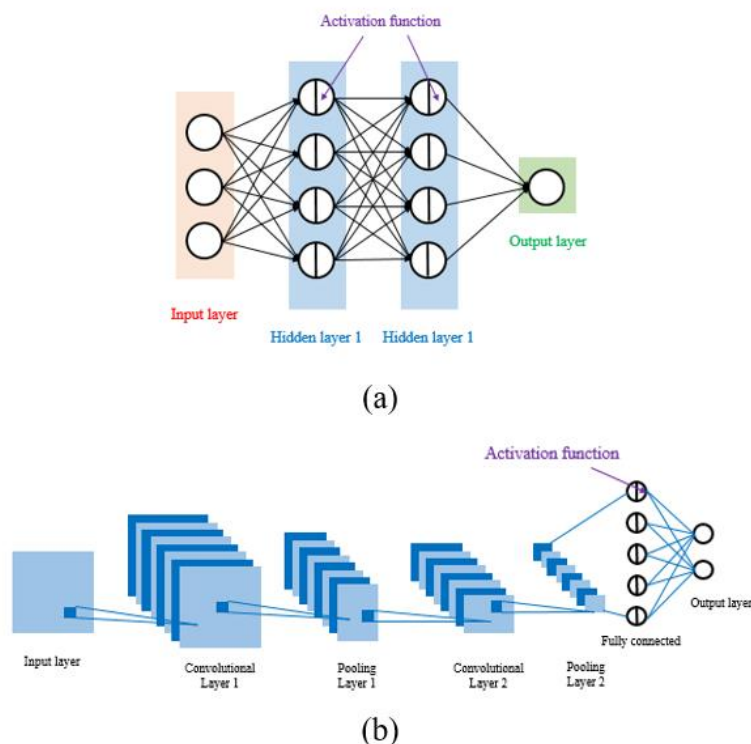 Activation function
Input layer
Hidden layer 1
Hidden layer 1
Output layer
(a)
Activation function
Input layer
Convolutional
Layer 1
Pooling
Layer 1
Convolutional
Layer 2
Pooling
Layer 2
Fully connected
Output layer
(b)